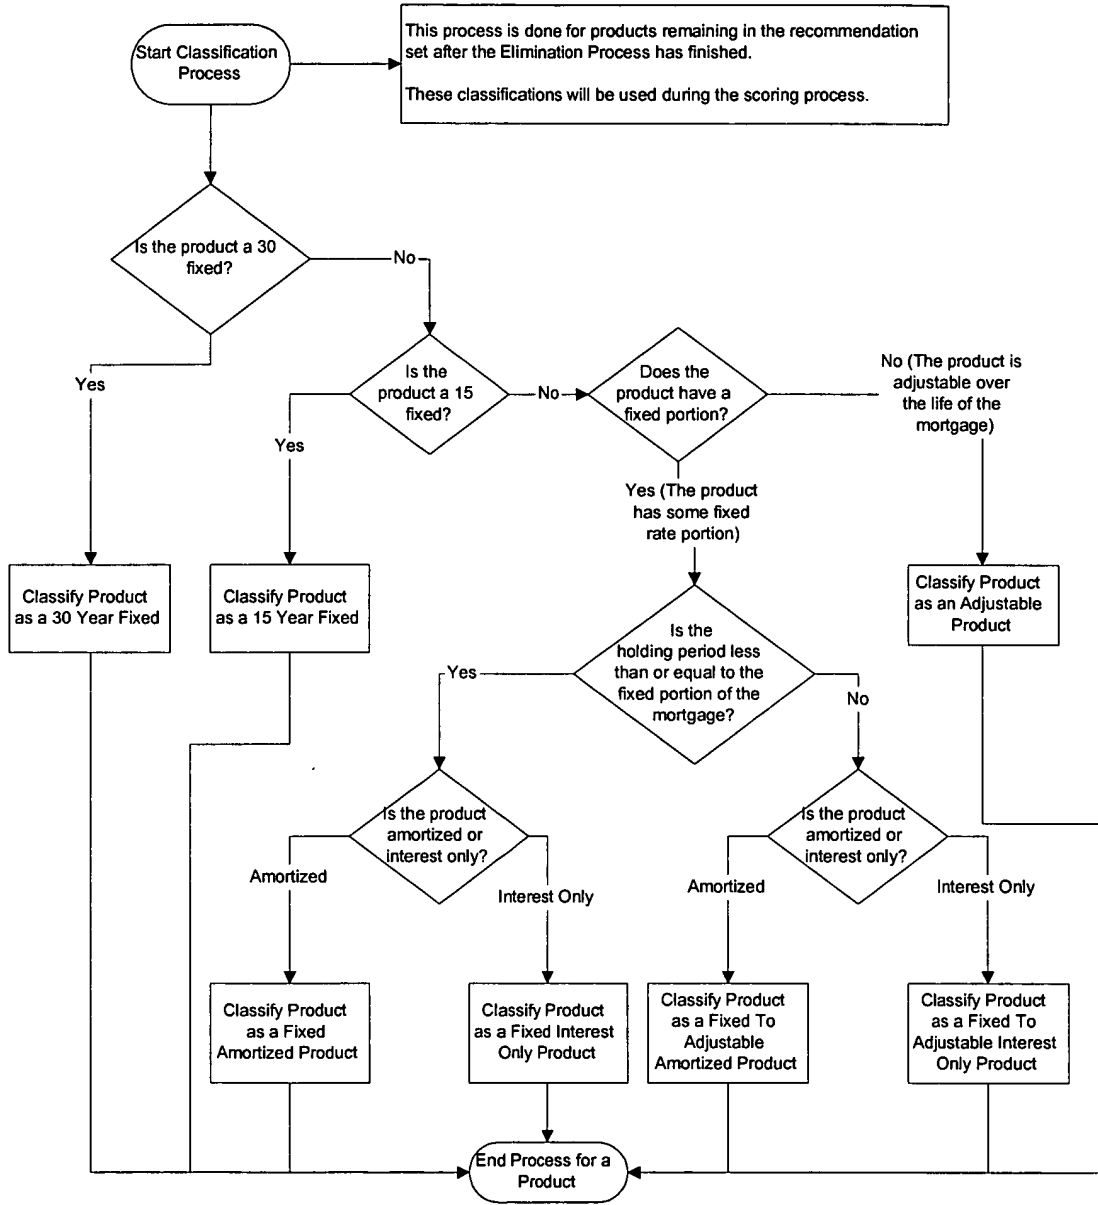 Start Classification
Process
This process is done for products remaining in the recommendation
set after the Elimination Process has finished.
These classifications will be used during the scoring process.
Is the product a 30
fixed?
No
Yes
Is the
product a 15
fixed?
No
Yes
Does the
product have a
fixed portion?
No (The product is
adjustable over
the life of the
mortgage)
Yes (The product
has some fixed
rate portion)
Classify Product
as a 30 Year Fixed
Classify Product
as a 15 Year Fixed
Classify Product
as an Adjustable
Product
Is the
holding period less
than or equal to the
fixed portion of the
mortgage?
Yes
No
Is the product
amortized or
interest only?
Amortized
Interest Only
Is the product
amortized or
interest only?
Amortized
Interest Only
Classify Product
as a Fixed
Amortized Product
Classify Product
as a Fixed Interest
Only Product
Classify Product
as a Fixed To
Adjustable
Amortized Product
Classify Product
as a Fixed To
Adjustable Interest
Only Product
End Process for a
Product